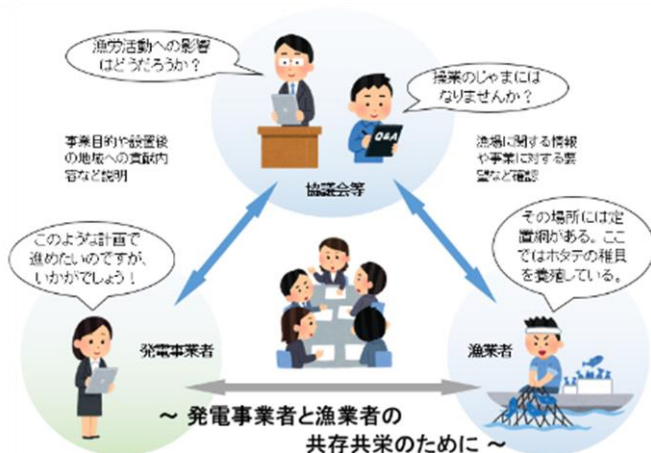 漁労活動への影響
はどうだろうか？
操業のじゃまには
なりませんか？
Q&A
事業目的や設置後
の地域への貢献内
容など説明
漁場に関する情報
や事業に対する要
望など確認
協議会等
このような計画で
進めたいのですが、
いかがでしょう！
その場所には定
置網がある。ここ
ではホタテの稚貝
を養殖している。
発電事業者
漁業者
～ 発電事業者と漁業者の
共存共栄のために ～